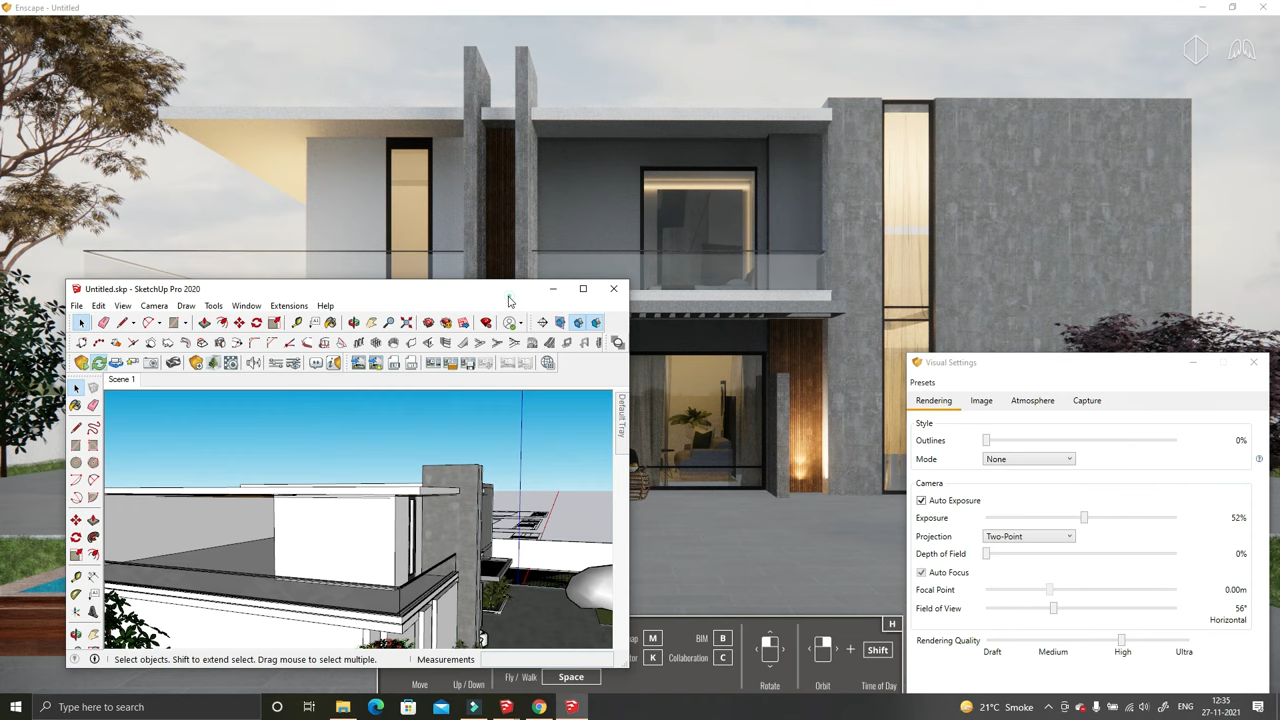 Enscape - Untitled
Untitled.skp - SketchUp Pro 2020
File Edit View Camera Draw Tools Window Extensions Help
Scene 1
Default Tray
Select objects. Shift to extend select. Drag mouse to select multiple.
Measurements
Visual Settings
Presets
Rendering Image Atmosphere Capture
Style
Outlines 0%
Mode None
Camera
Auto Exposure
Exposure 52%
Projection Two-Point
Depth of Field 0%
Auto Focus
Focal Point 0.00m
Field of View 56°
Horizontal
Rendering Quality
Draft Medium High Ultra
H
M BIM B
K Collaboration C
Shift
Fly / Walk Space
Move Up / Down Rotate Orbit Time of Day
Type here to search
21°C Smoke
ENG
12:35
27-11-2021